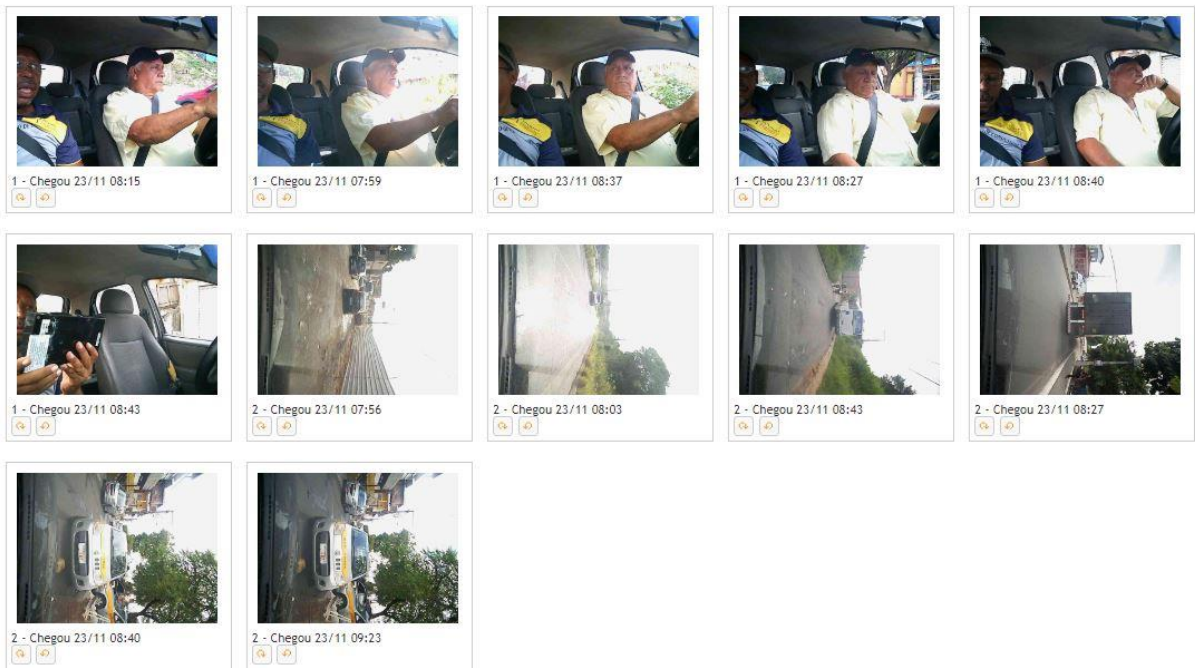 1 - Chegou 23/11 08:15
1 - Chegou 23/11 07:59
1 - Chegou 23/11 08:37
1 - Chegou 23/11 08:27
1 - Chegou 23/11 08:40
1 - Chegou 23/11 08:43
2 - Chegou 23/11 07:56
2 - Chegou 23/11 08:03
2 - Chegou 23/11 08:43
2 - Chegou 23/11 08:27
2 - Chegou 23/11 08:40
2 - Chegou 23/11 09:23